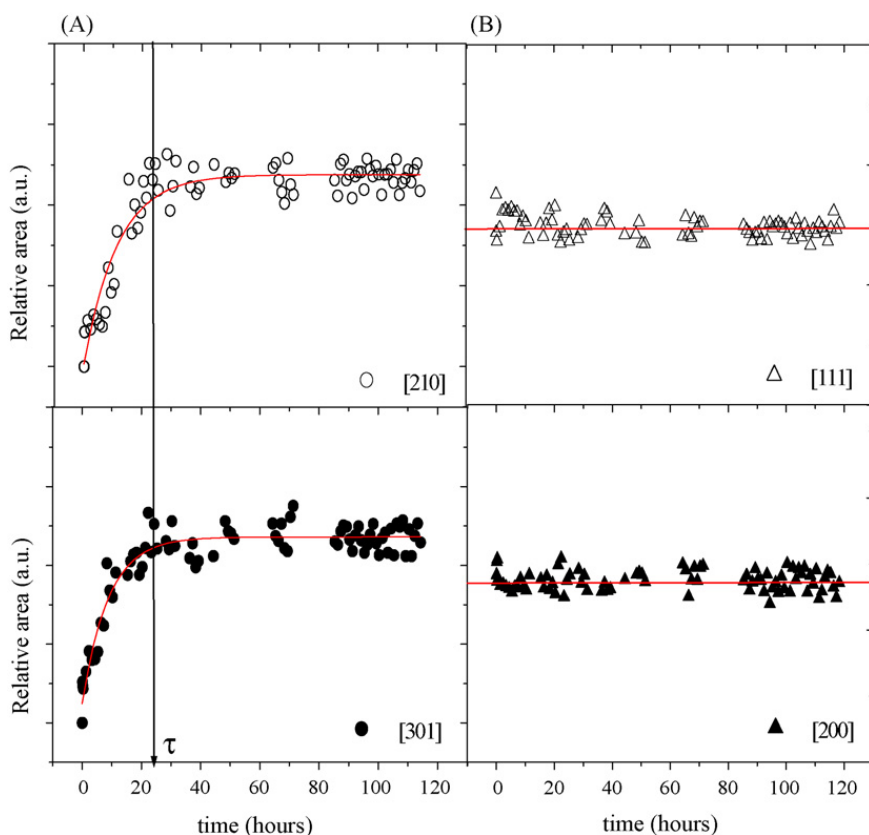 (A)
(B)
Relative area (a.u.)
[210]
[111]
Relative area (a.u.)
[301]
τ
[200]
0 20 40 60 80 100 120
0 20 40 60 80 100 120
time (hours)
time (hours)